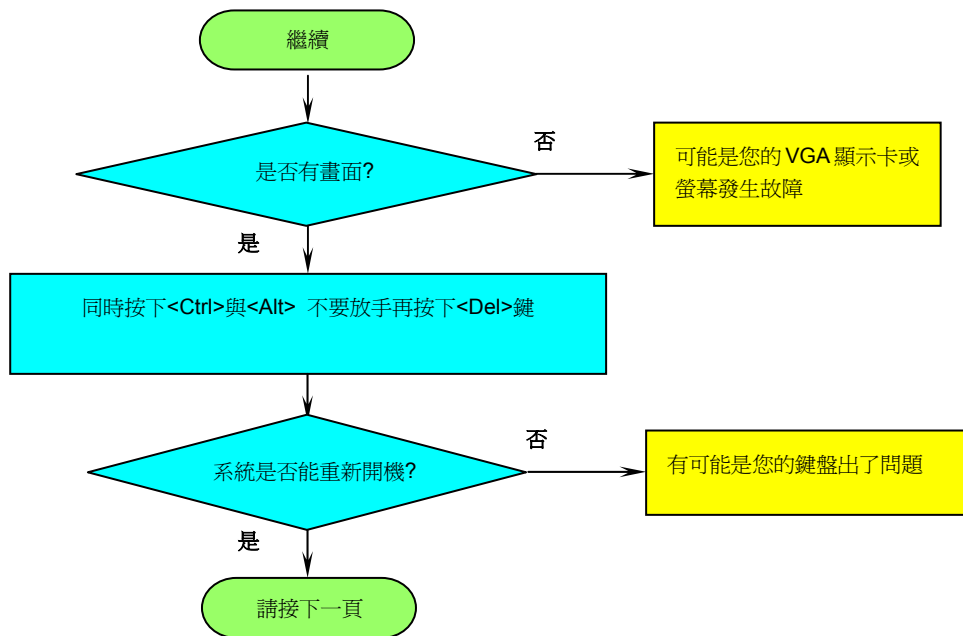 繼續
是否有畫面?
否
可能是您的 VGA 顯示卡或
螢幕發生故障
是
同時按下<Ctrl>與<Alt> 不要放手再按下<Del>鍵
系統是否能重新開機?
否
有可能是您的鍵盤出了問題
是
請接下一頁